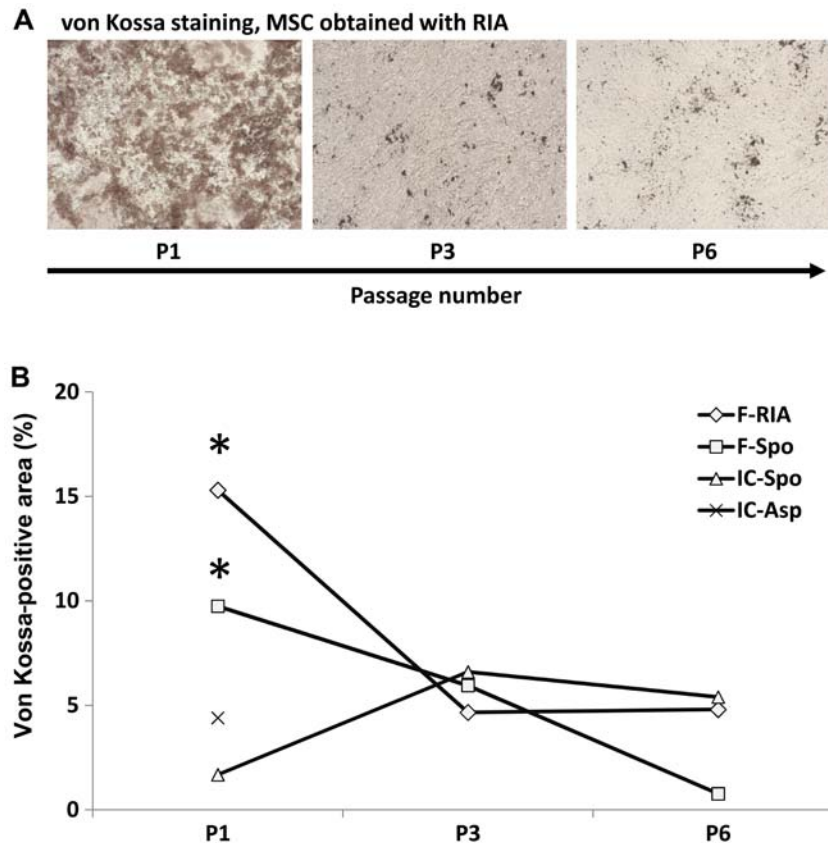 A
von Kossa staining, MSC obtained with RIA
P1 P3 P6
Passage number
B
Von Kossa-positive area (%)
20
15
10
5
0
*
*
F-RIA
F-Spo
IC-Spo
IC-Asp
P1 P3 P6